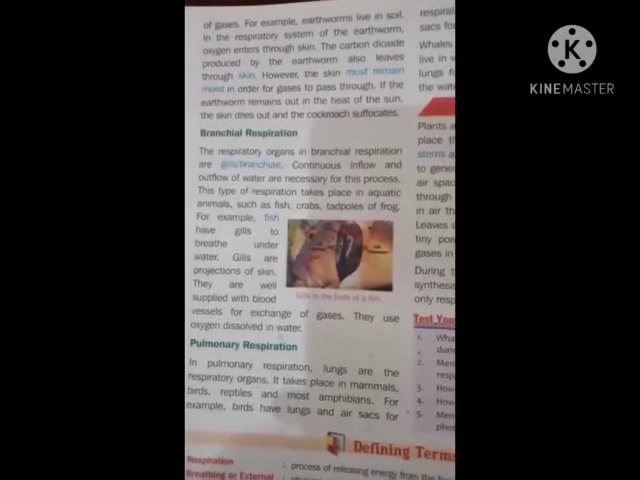 of gases. For example, earthworms live in soil.
In the respiratory system of the earthworm,
oxygen enters through skin. The carbon dioxide
produced by the earthworm also leaves
through skin. However, the skin must remain
moist in order for gases to pass through. If the
earthworm remains out in the heat of the sun,
the skin dries out and the cockroach suffocates.
Branchial Respiration
The respiratory organs in branchial respiration
are gills/branchiae. Continuous inflow and
outflow of water are necessary for this process.
This type of respiration takes place in aquatic
animals, such as fish, crabs, tadpoles of frog.
For example, fish
have gills to
breathe under
water. Gills are
projections of skin.
They are well
supplied with blood
Gills in the body of a fish
vessels for exchange of gases. They use
oxygen dissolved in water.
Pulmonary Respiration
In pulmonary respiration, lungs are the
respiratory organs. It takes place in mammals,
birds, reptiles and most amphibians. For
example, birds have lungs and air sacs for
sacs fo
Whales
live in
lungs fo
the wat
Plants a
place th
stems a
to gene
air spac
through
in air th
Leaves a
tiny por
gases in
During t
synthesis
only resp
Test You
1. Wha
duri
2. Men
resp
3. How
4. How
5. Men
phot
Defining Terms
Respiration : process of releasing energy from the
Breathing or External
KINEMASTER